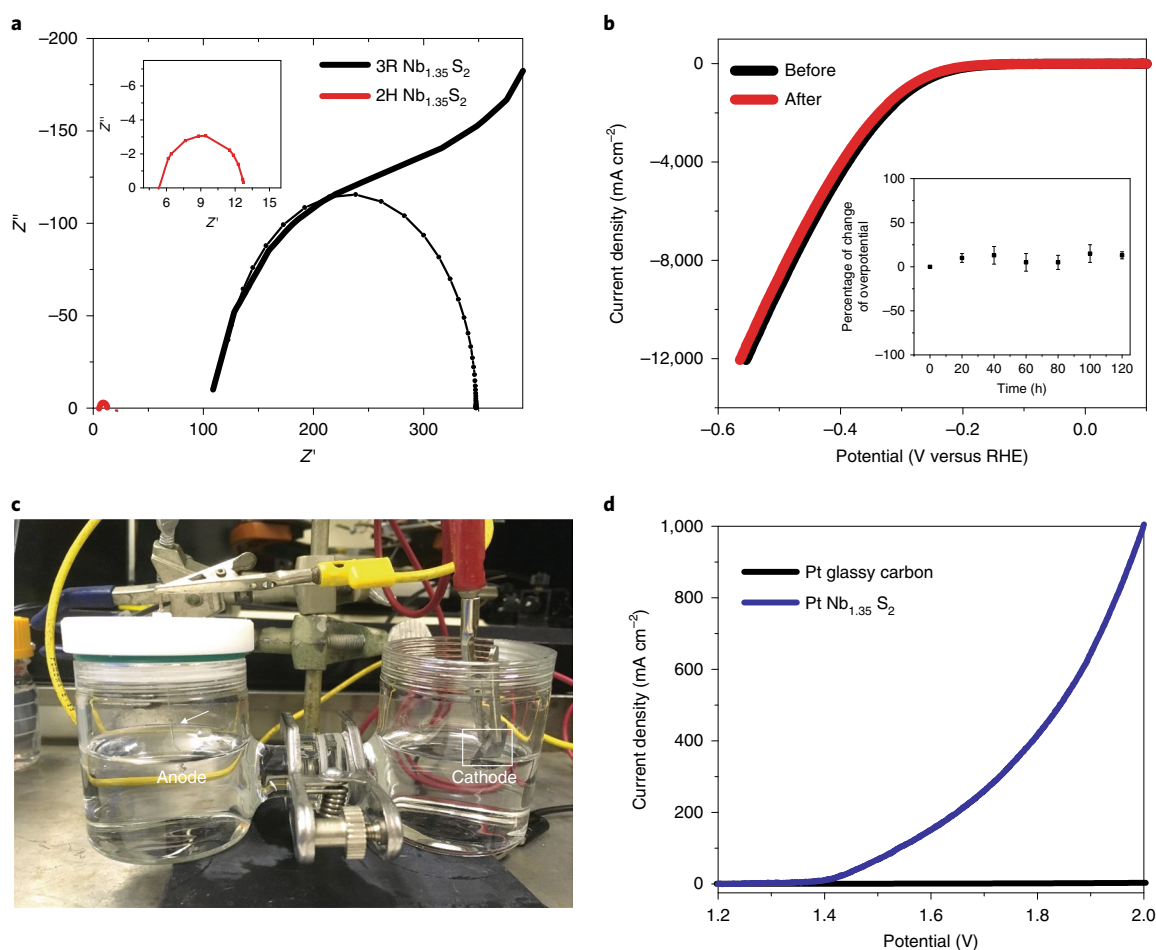 a
−200
−150
−100
−50
0
Z″
0
100
200
300
Z′
3R Nb1.35 S2
2H Nb1.35S2
−6
−4
−2
0
Z″
6
9
12
15
Z′
b
0
−4,000
−8,000
−12,000
Current density (mA cm−2)
−0.6
−0.4
−0.2
0.0
Potential (V versus RHE)
Before
After
100
50
0
−50
−100
Percentage of change
of overpotential
0
20
40
60
80
100
120
Time (h)
c
Anode
Cathode
d
1,000
800
600
400
200
0
Current density (mA cm−2)
1.2
1.4
1.6
1.8
2.0
Potential (V)
Pt glassy carbon
Pt Nb1.35 S2